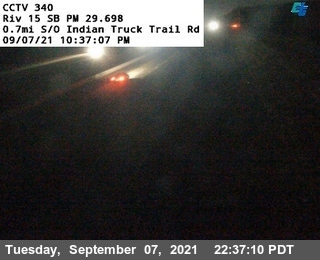 CCTV 340
Riv 15 SB PM 29.698
0.7mi S/O Indian Truck Trail Rd
09/07/21 10:37:07 PM
Tuesday, September 07, 2021 22:37:10 PDT